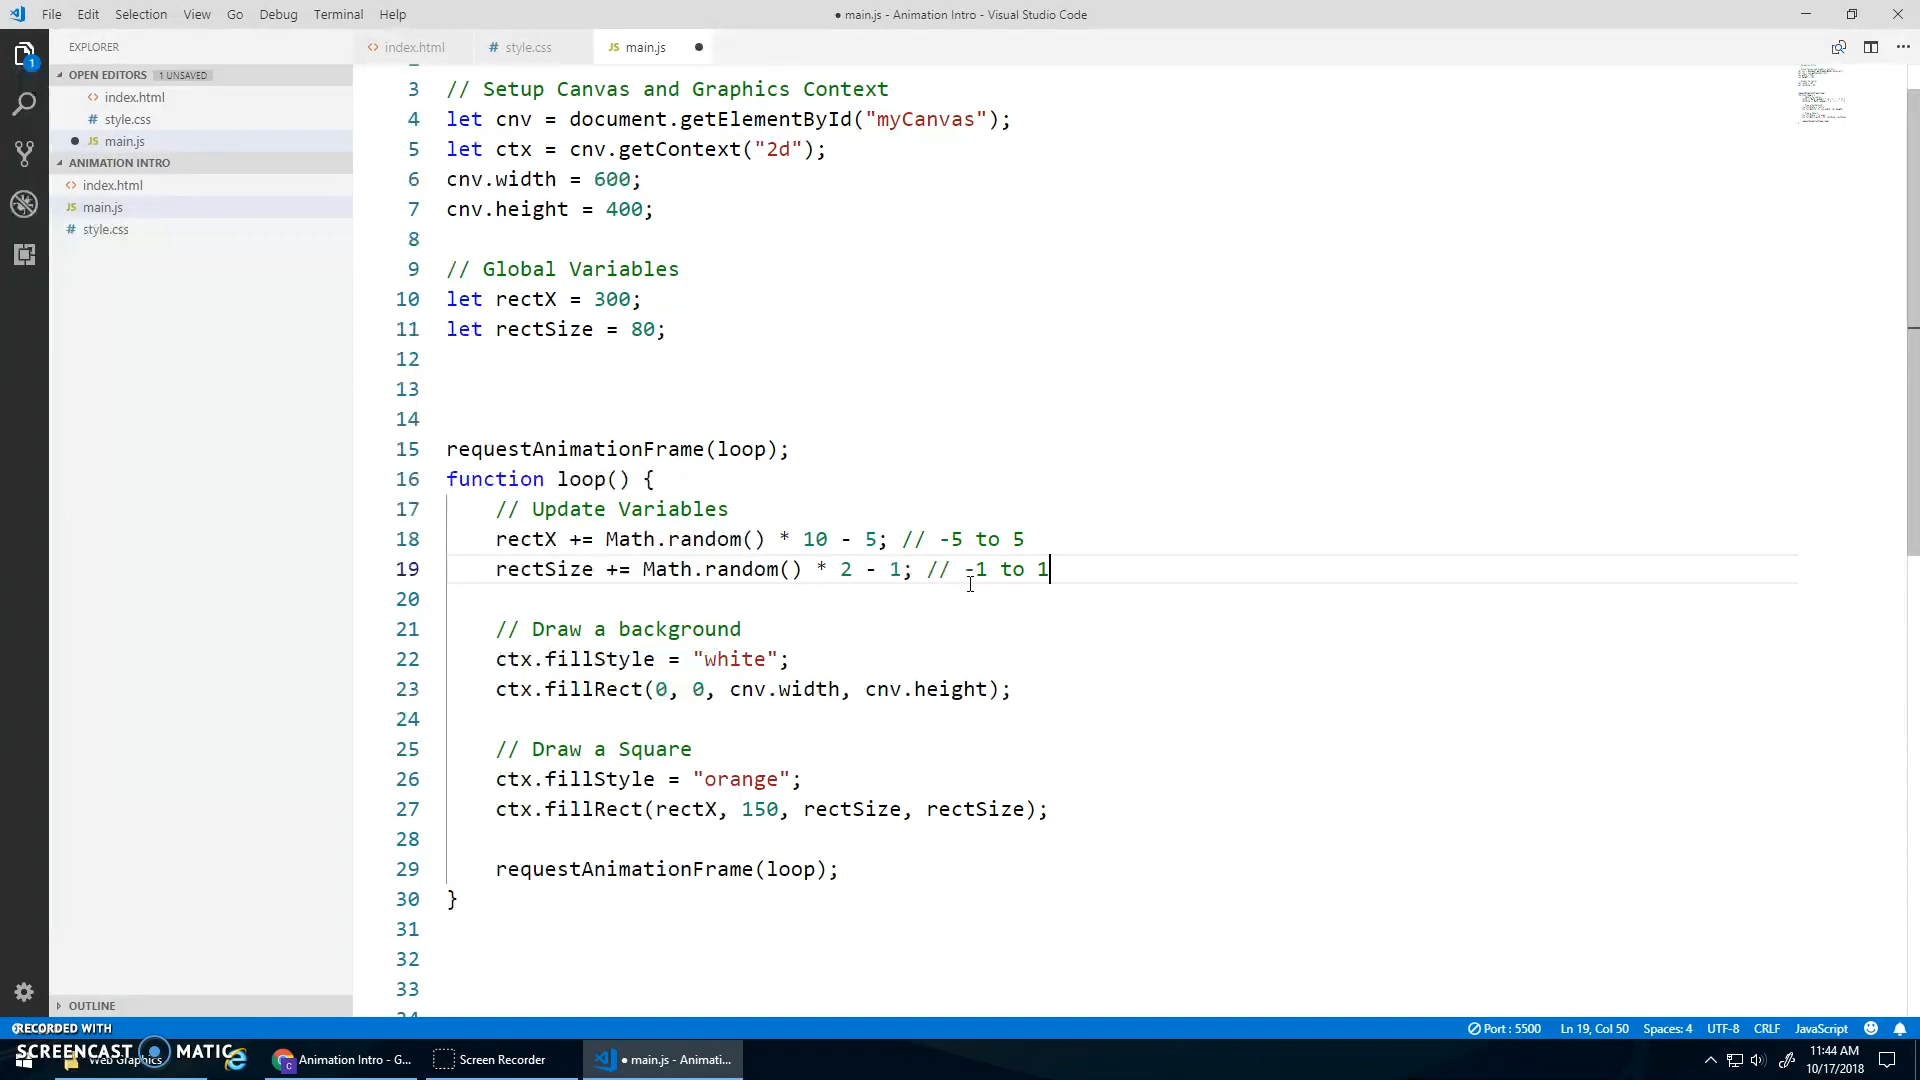 File Edit Selection View Go Debug Terminal Help
● main.js - Animation Intro - Visual Studio Code
EXPLORER
OPEN EDITORS 1 UNSAVED
<> index.html
# style.css
● JS main.js
ANIMATION INTRO
<> index.html
JS main.js
# style.css
OUTLINE
1
<> index.html # style.css JS main.js ●
3 // Setup Canvas and Graphics Context
4 let cnv = document.getElementById("myCanvas");
5 let ctx = cnv.getContext("2d");
6 cnv.width = 600;
7 cnv.height = 400;
8
9 // Global Variables
10 let rectX = 300;
11 let rectSize = 80;
12
13
14
15 requestAnimationFrame(loop);
16 function loop() {
17 // Update Variables
18 rectX += Math.random() * 10 - 5; // -5 to 5
19 rectSize += Math.random() * 2 - 1; // -1 to 1
20
21 // Draw a background
22 ctx.fillStyle = "white";
23 ctx.fillRect(0, 0, cnv.width, cnv.height);
24
25 // Draw a Square
26 ctx.fillStyle = "orange";
27 ctx.fillRect(rectX, 150, rectSize, rectSize);
28
29 requestAnimationFrame(loop);
30 }
31
32
33
Port : 5500 Ln 19, Col 50 Spaces: 4 UTF-8 CRLF JavaScript
RECORDED WITH
SCREENCAST MATIC
Web Graphics
Animation Intro - G...
Screen Recorder
● main.js - Animati...
11:44 AM
10/17/2018